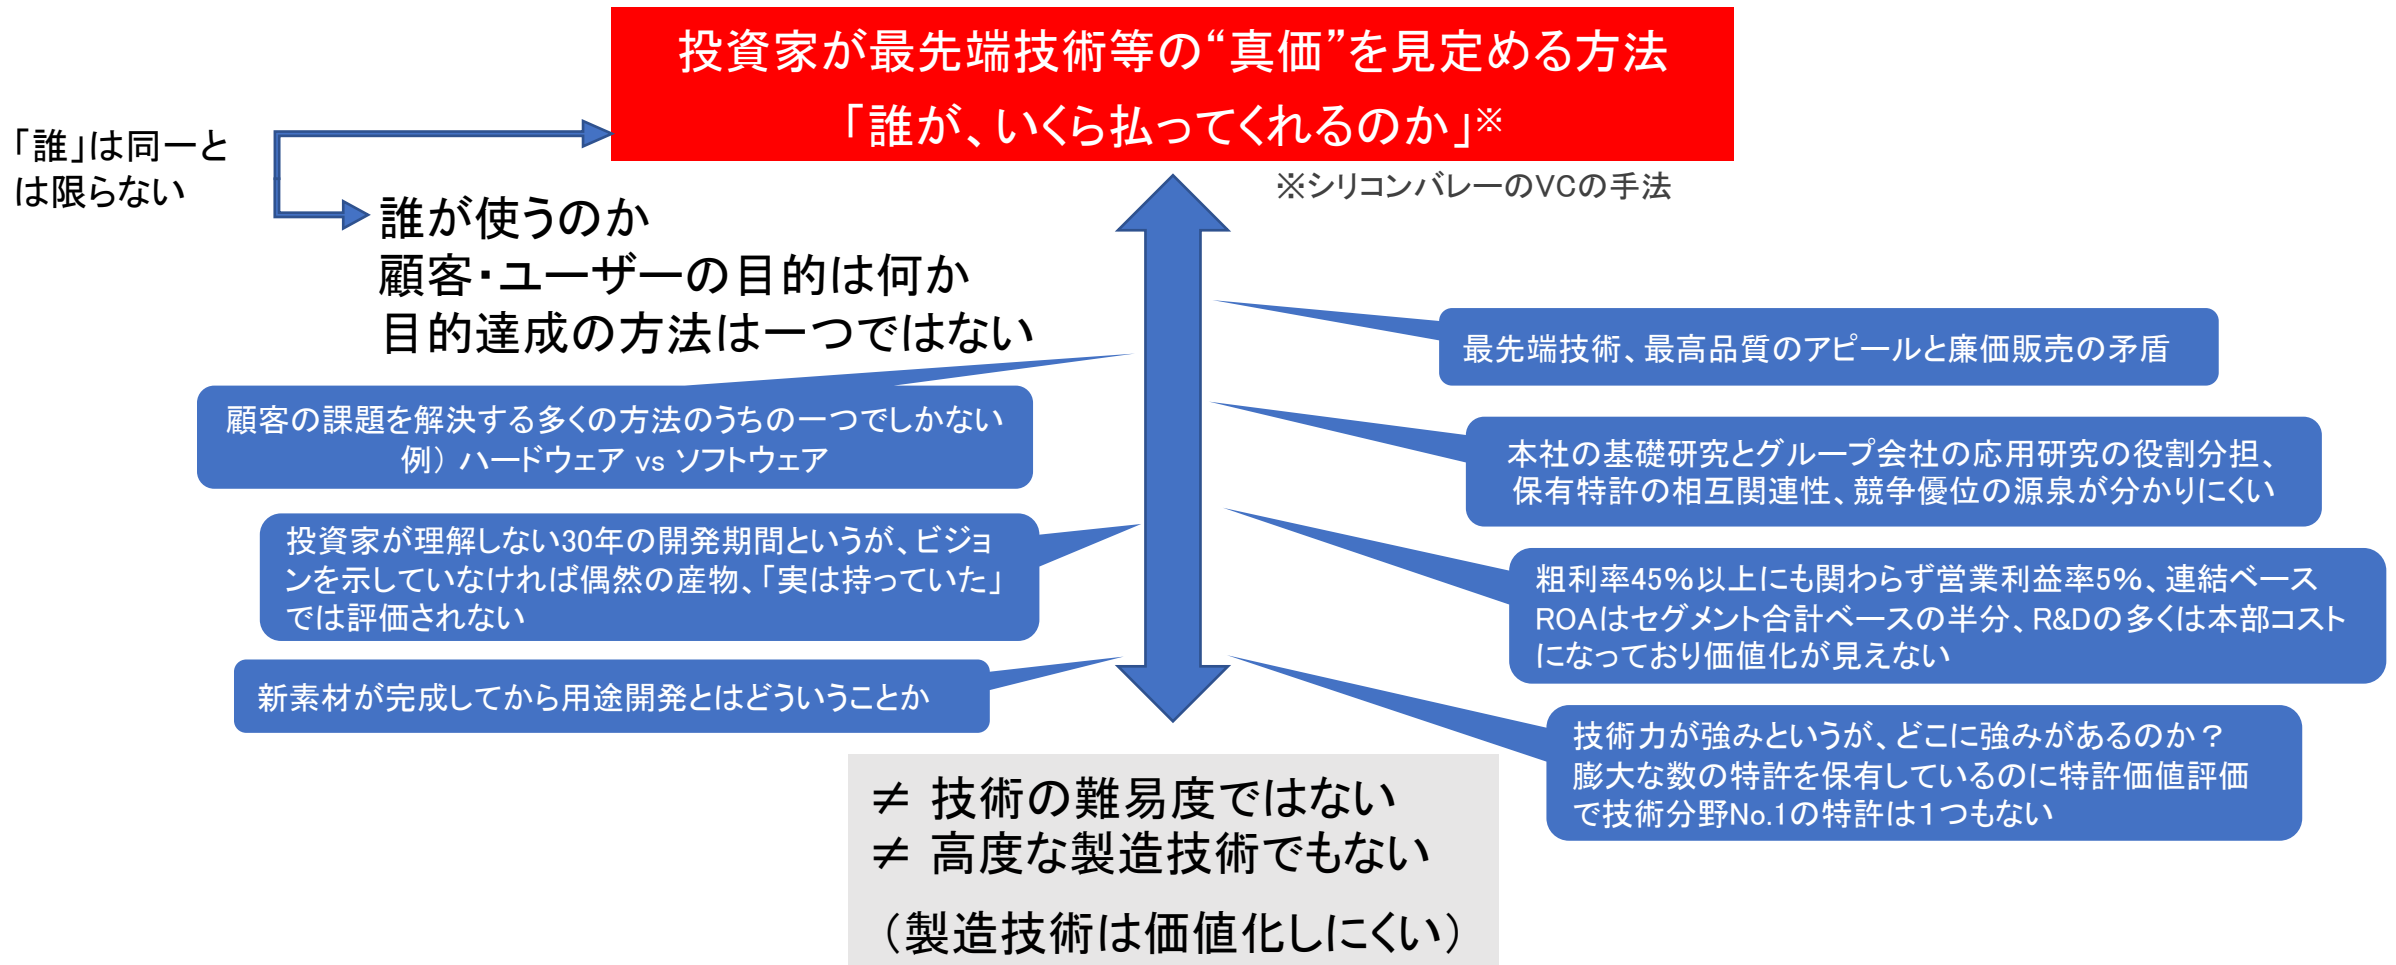 投資家が最先端技術等の“真価”を見定める方法
「誰が、いくら払ってくれるのか」※
※シリコンバレーのVCの手法
「誰」は同一と
は限らない
誰が使うのか
顧客・ユーザーの目的は何か
目的達成の方法は一つではない
最先端技術、最高品質のアピールと廉価販売の矛盾
顧客の課題を解決する多くの方法のうちの一つでしかない
例） ハードウェア vs ソフトウェア
本社の基礎研究とグループ会社の応用研究の役割分担、
保有特許の相互関連性、競争優位の源泉が分かりにくい
投資家が理解しない30年の開発期間というが、ビジョ
ンを示していなければ偶然の産物、「実は持っていた」
では評価されない
粗利率45％以上にも関わらず営業利益率5％、連結ベース
ROAはセグメント合計ベースの半分、R&Dの多くは本部コスト
になっており価値化が見えない
新素材が完成してから用途開発とはどういうことか
技術力が強みというが、どこに強みがあるのか？
膨大な数の特許を保有しているのに特許価値評価
で技術分野No.1の特許は１つもない
≠ 技術の難易度ではない
≠ 高度な製造技術でもない
（製造技術は価値化しにくい）